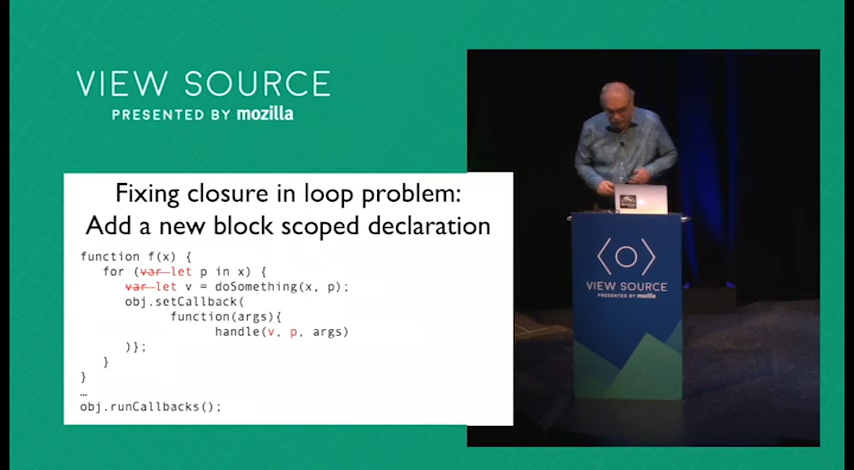 VIEW SOURCE
PRESENTED BY mozilla
Fixing closure in loop problem:
Add a new block scoped declaration
function f(x) {
for (var let p in x) {
var let v = doSomething(x, p);
obj.setCallback(
function(args){
handle(v, p, args)
)};
}
}
…
obj.runCallbacks();
VIEW SOURCE
PRESENTED BY mozilla